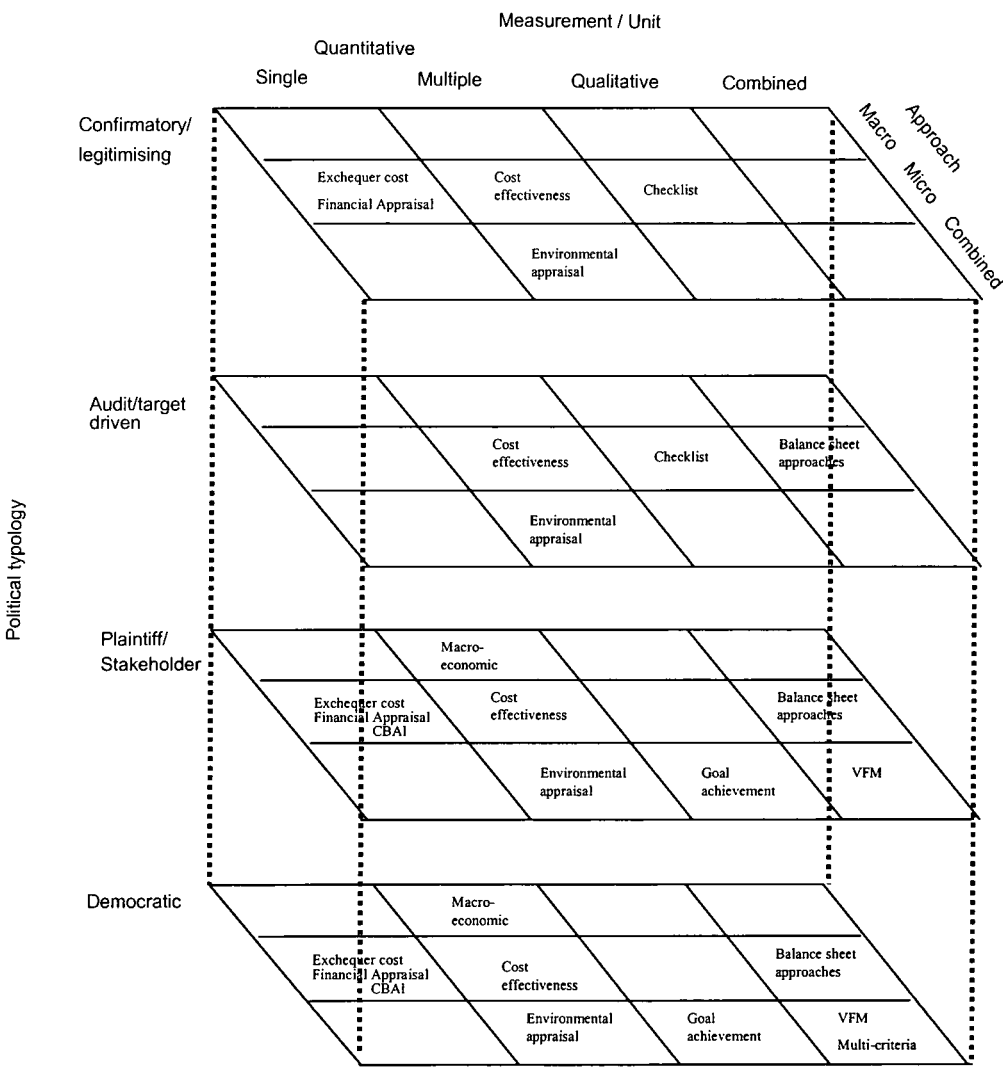 Measurement / Unit
Quantitative
Single
Multiple
Qualitative
Combined
Approach
Macro
Micro
Combined
Political typology
Confirmatory/
legitimising
Exchequer cost
Financial Appraisal
Cost
effectiveness
Checklist
Environmental
appraisal
Audit/target
driven
Cost
effectiveness
Checklist
Balance sheet
approaches
Environmental
appraisal
Plaintiff/
Stakeholder
Macro-
economic
Exchequer cost
Financial Appraisal
CBAI
Cost
effectiveness
Balance sheet
approaches
Environmental
appraisal
Goal
achievement
VFM
Democratic
Macro-
economic
Exchequer cost
Financial Appraisal
CBAI
Cost
effectiveness
Balance sheet
approaches
Environmental
appraisal
Goal
achievement
VFM
Multi-criteria